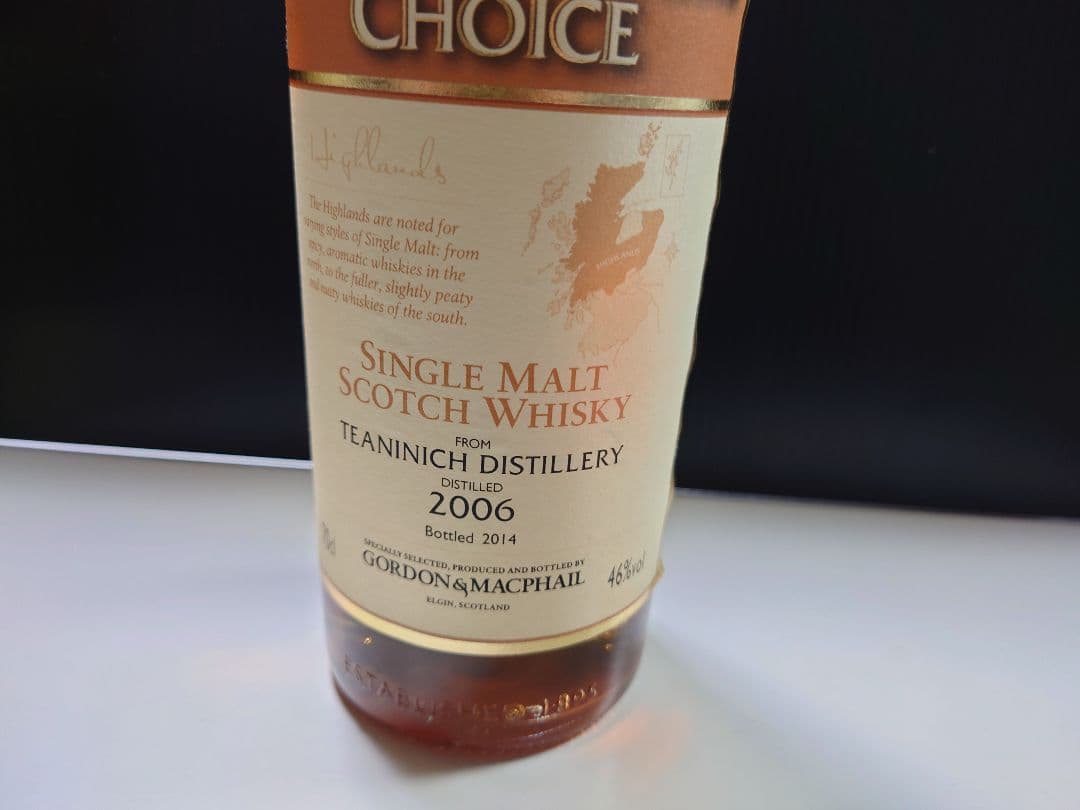 CHOICE
Highlands
The Highlands are noted for
varying styles of Single Malt: from
aromatic whiskies in the
north, to the fuller, slightly peaty
and nutty whiskies of the south.
HIGHLANDS
SINGLE MALT
SCOTCH WHISKY
FROM
TEANINICH DISTILLERY
DISTILLED
2006
Bottled 2014
70cl
SPECIALLY SELECTED, PRODUCED AND BOTTLED BY
GORDON & MACPHAIL
46%vol
ELGIN, SCOTLAND
ESTABLISHED 1895